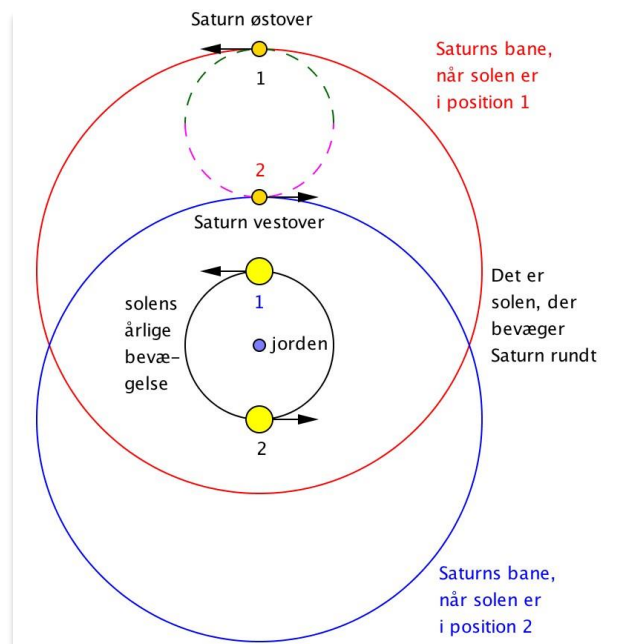 Saturn østover
1
Saturns bane,
når solen er
i position 1
2
Saturn vestover
1
solens
årlige
bevæ-
gelse
jorden
Det er
solen, der
bevæger
Saturn rundt
2
Saturns bane,
når solen er
i position 2